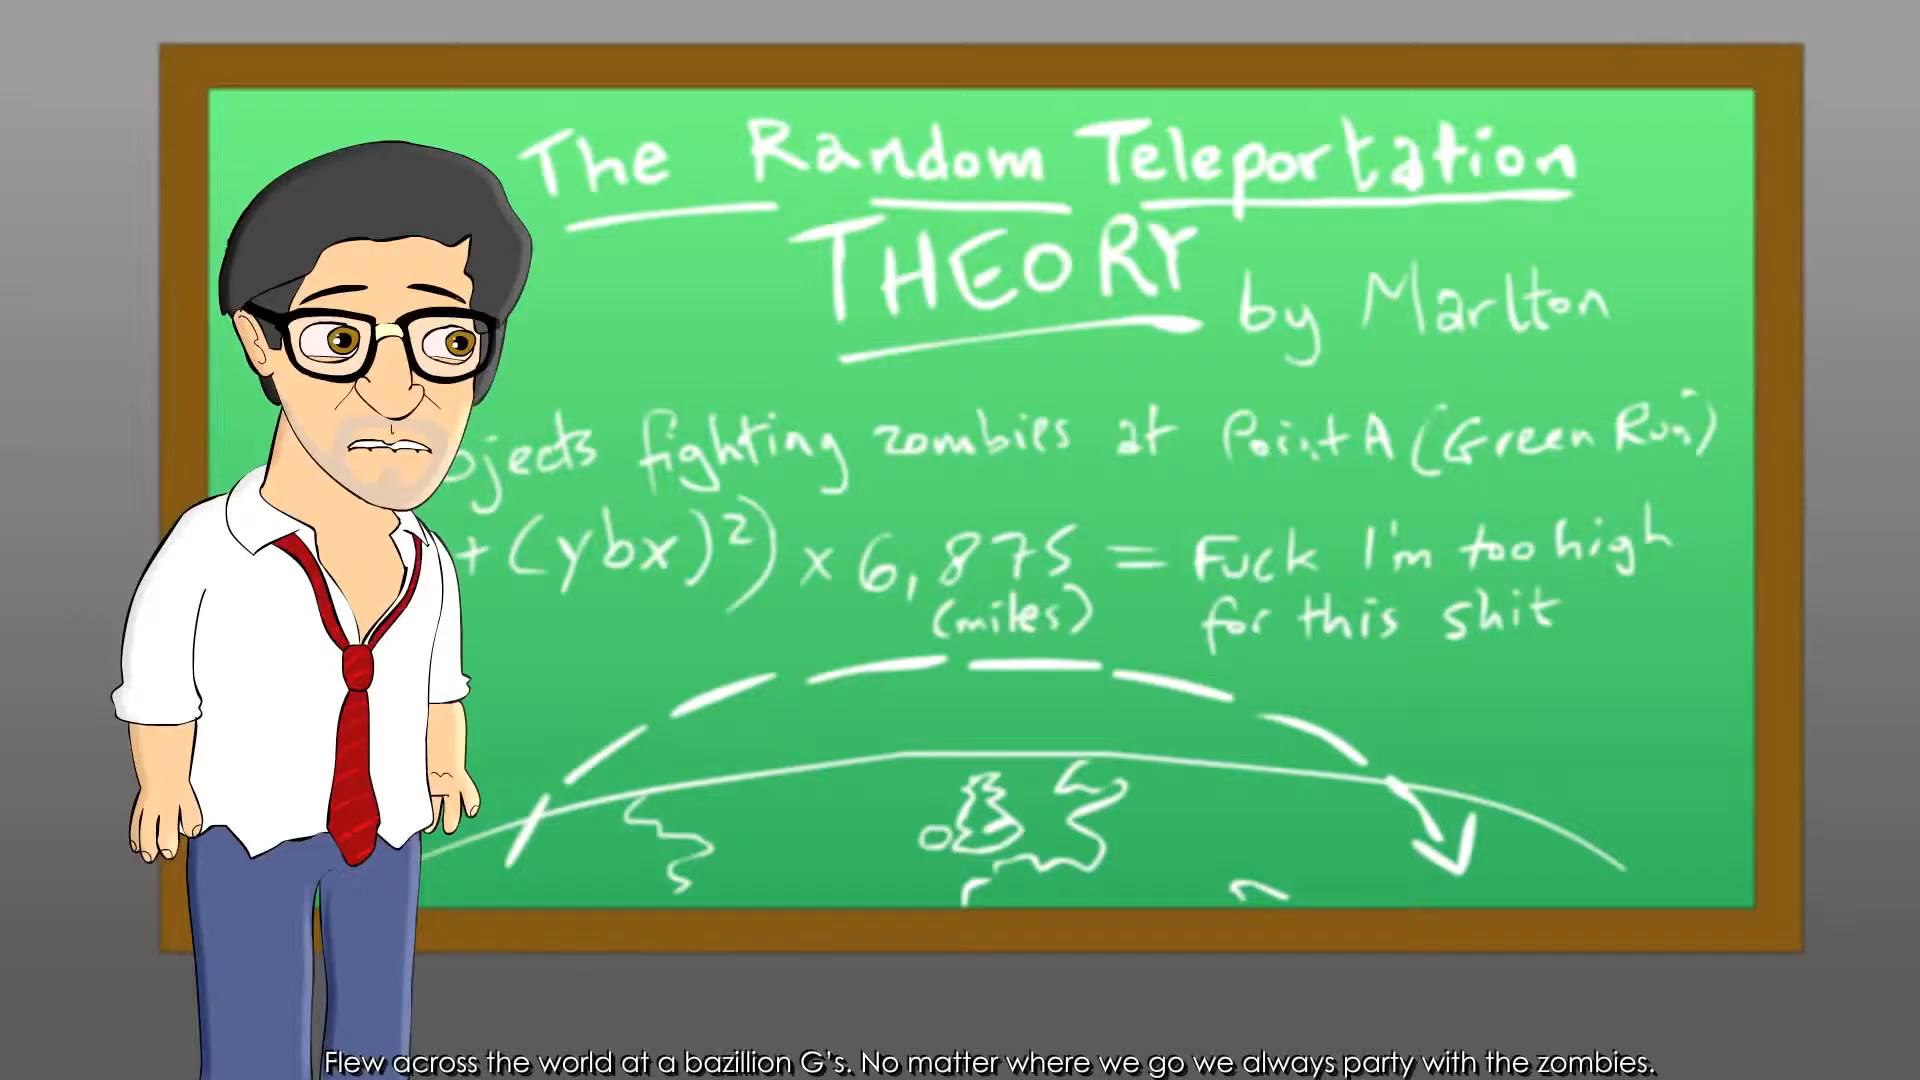 The Random Teleportation
THEORY by Marlton
ojects fighting zombies at Point A (Green Run)
+ (ybx)²) x 6,875 = Fuck I'm too high
(miles) for this shit
Flew across the world at a bazillion G's. No matter where we go we always party with the zombies.